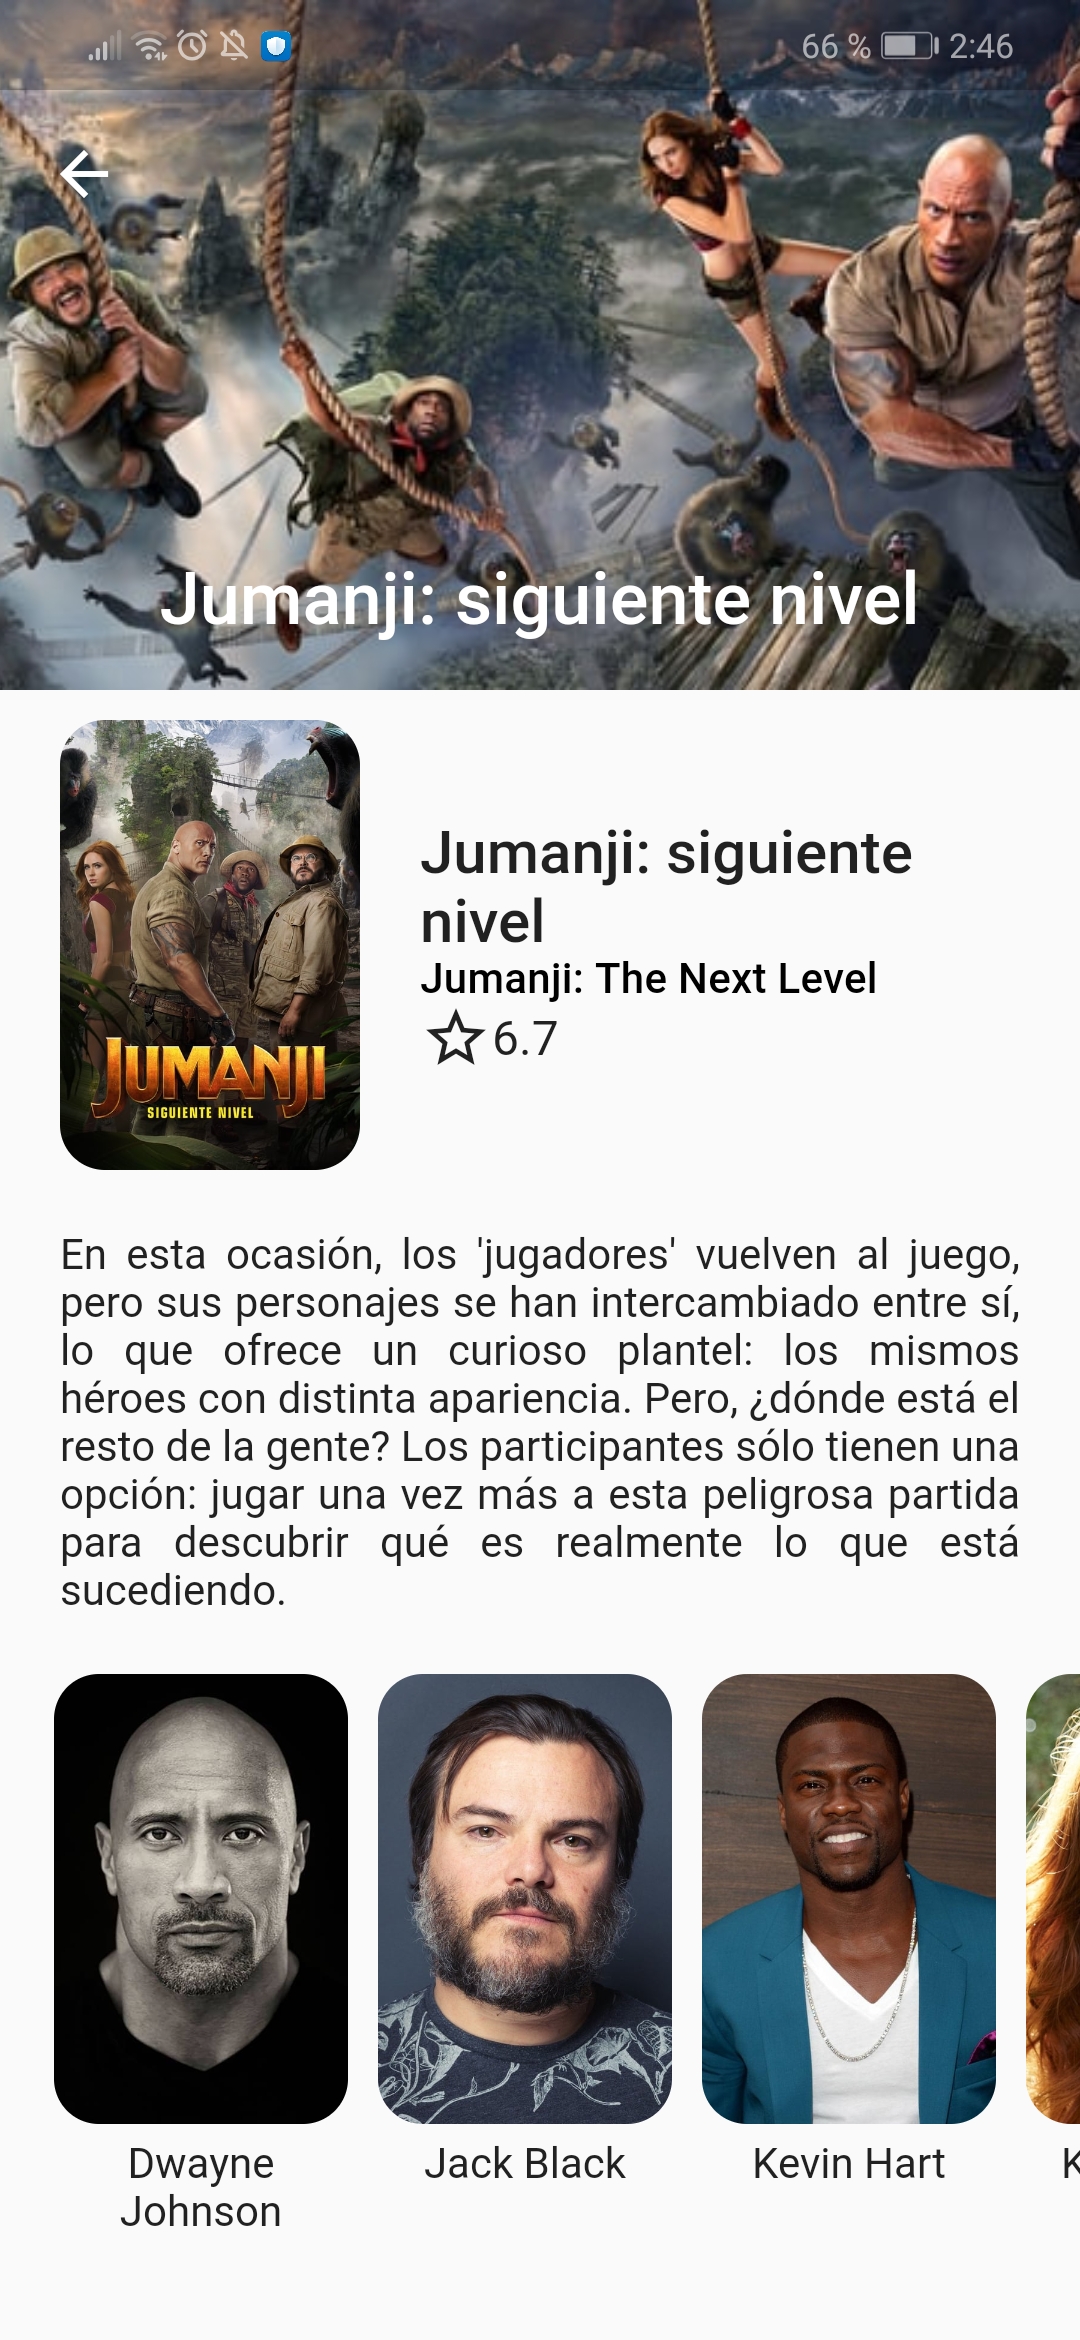 66 % 2:46
Jumanji: siguiente nivel
JUMANJI
SIGUIENTE NIVEL
Jumanji: siguiente
nivel
Jumanji: The Next Level
6.7
En esta ocasión, los 'jugadores' vuelven al juego,
pero sus personajes se han intercambiado entre sí,
lo que ofrece un curioso plantel: los mismos
héroes con distinta apariencia. Pero, ¿dónde está el
resto de la gente? Los participantes sólo tienen una
opción: jugar una vez más a esta peligrosa partida
para descubrir qué es realmente lo que está
sucediendo.
Dwayne
Johnson
Jack Black
Kevin Hart